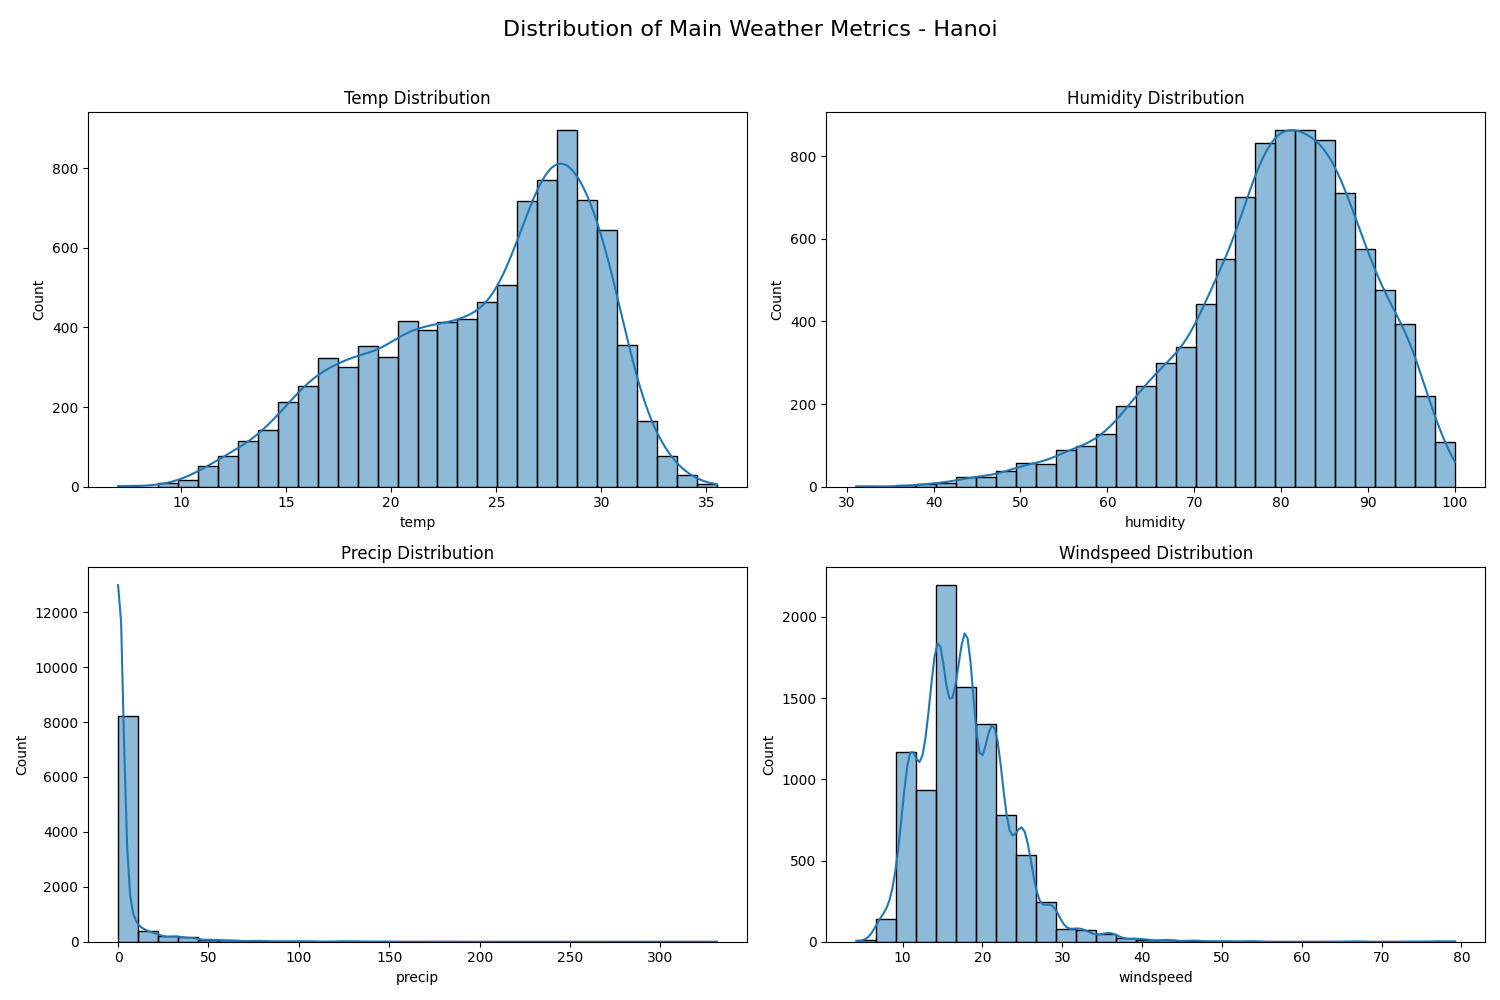 Distribution of Main Weather Metrics - Hanoi
Temp Distribution
Count
800
600
400
200
0
10 15 20 25 30 35
temp
Humidity Distribution
Count
800
600
400
200
0
30 40 50 60 70 80 90 100
humidity
Precip Distribution
Count
12000
10000
8000
6000
4000
2000
0
0 50 100 150 200 250 300
precip
Windspeed Distribution
Count
2000
1500
1000
500
0
10 20 30 40 50 60 70 80
windspeed